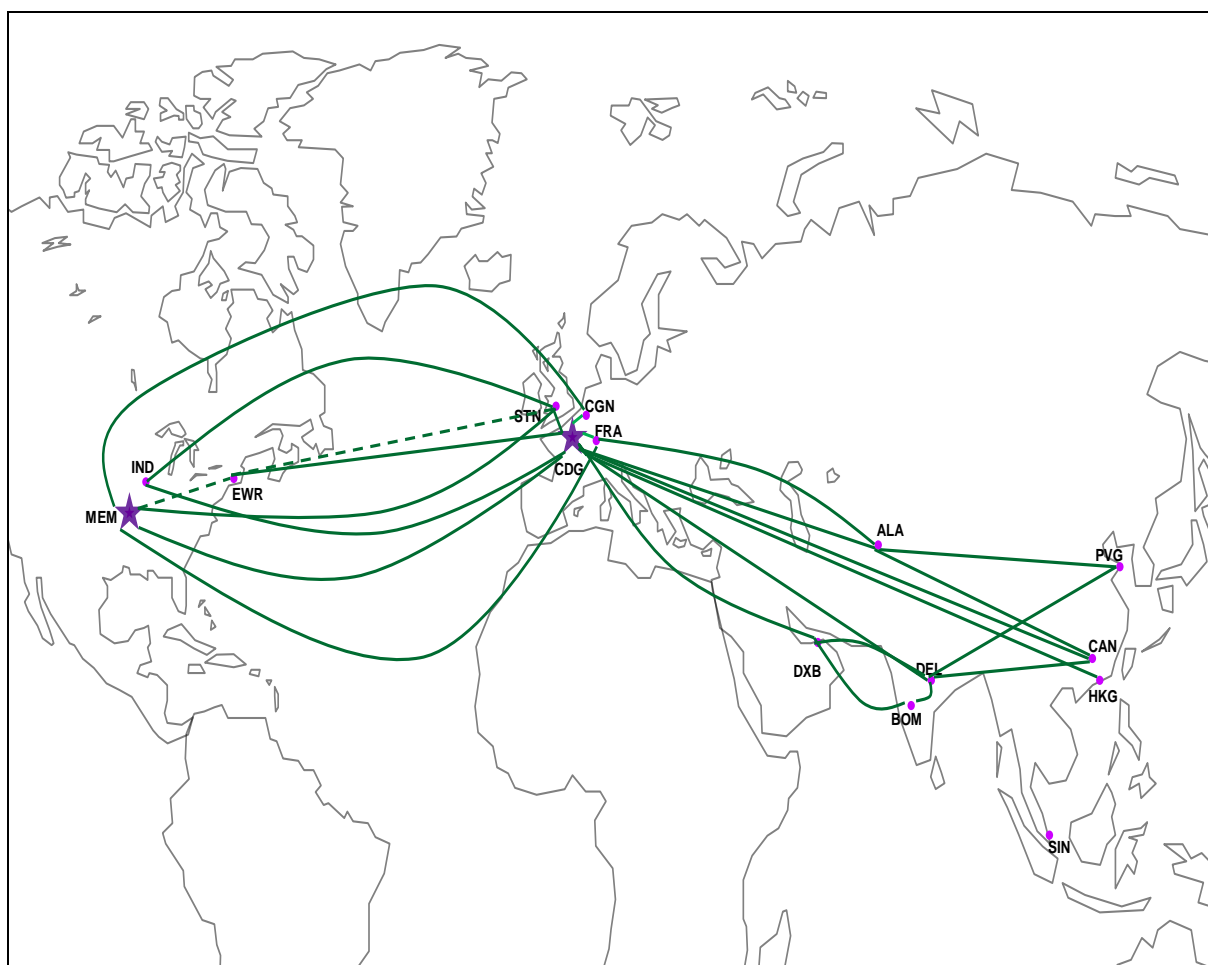 CGN
STN
FRA
IND
CDG
EWR
MEM
ALA
PVG
CAN
DXB
DEL
HKG
BOM
SIN